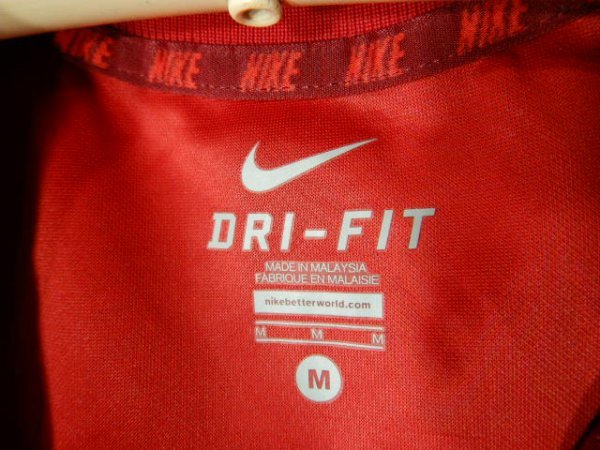 NIKE NIKE NIKE NIKE NIKE
DRI-FIT
MADE IN MALAYSIA
FABRIQUE EN MALAISIE
nikebetterworld.com
M M M
M